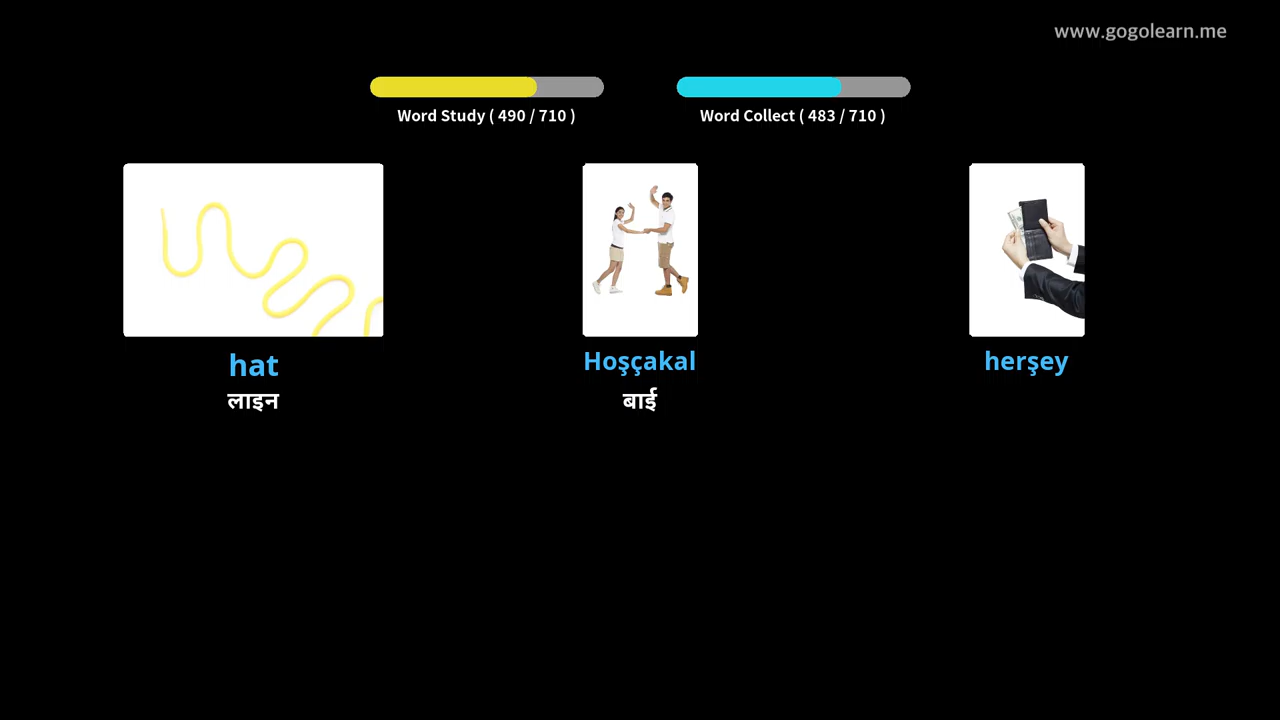 www.gogolearn.me
Word Study ( 490 / 710 )
Word Collect ( 483 / 710 )
hat
लाइन
Hoşçakal
बाई
herşey